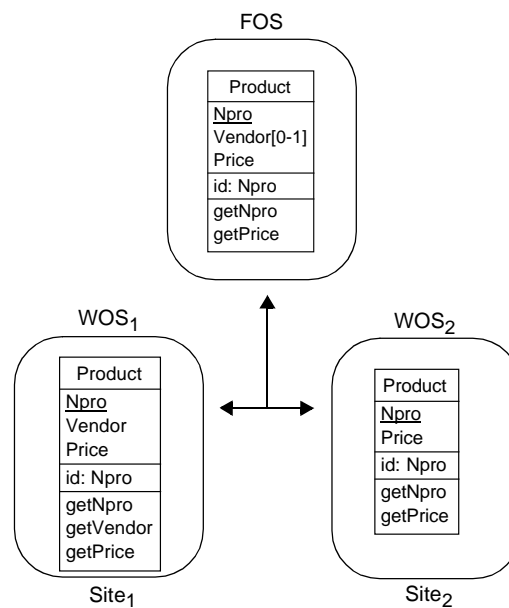 FOS
Product
Npro
Vendor[0-1]
Price
id: Npro
getNpro
getPrice
WOS1
Product
Npro
Vendor
Price
id: Npro
getNpro
getVendor
getPrice
Site1
WOS2
Product
Npro
Price
id: Npro
getNpro
getPrice
Site2